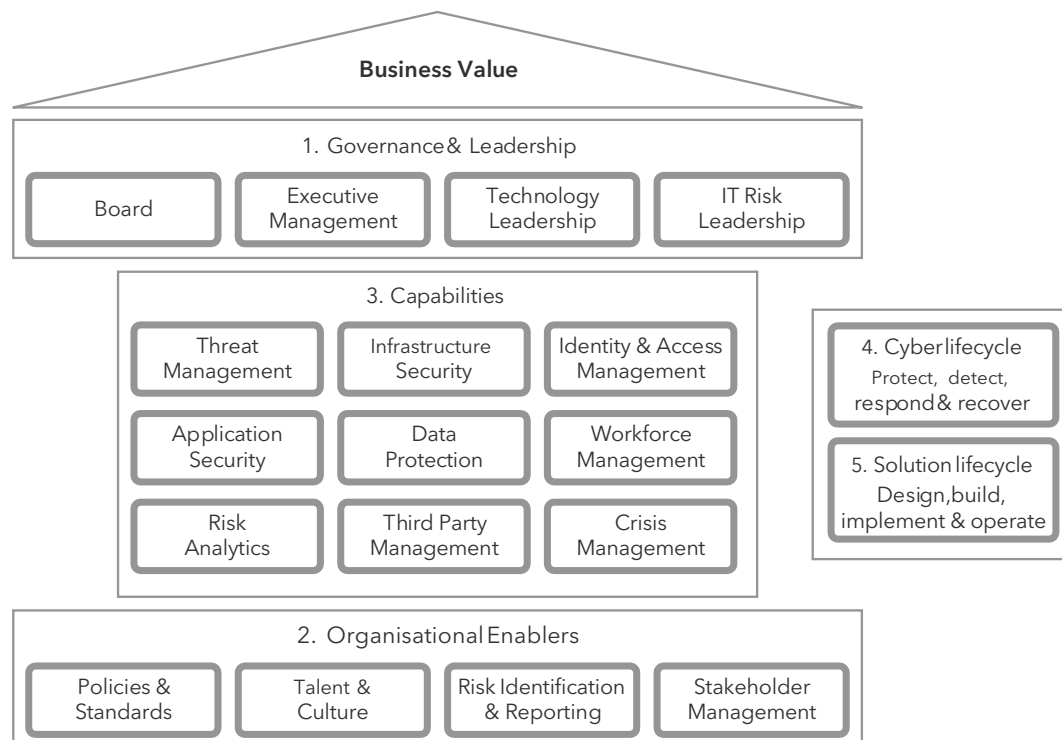 Business Value
1. Governance & Leadership
Board
Executive
Management
Technology
Leadership
IT Risk
Leadership
3. Capabilities
Threat
Management
Infrastructure
Security
Identity & Access
Management
Application
Security
Data
Protection
Workforce
Management
Risk
Analytics
Third Party
Management
Crisis
Management
4. Cyber lifecycle
Protect, detect,
respond & recover
5. Solution lifecycle
Design, build,
implement & operate
2. Organisational Enablers
Policies &
Standards
Talent &
Culture
Risk Identification
& Reporting
Stakeholder
Management